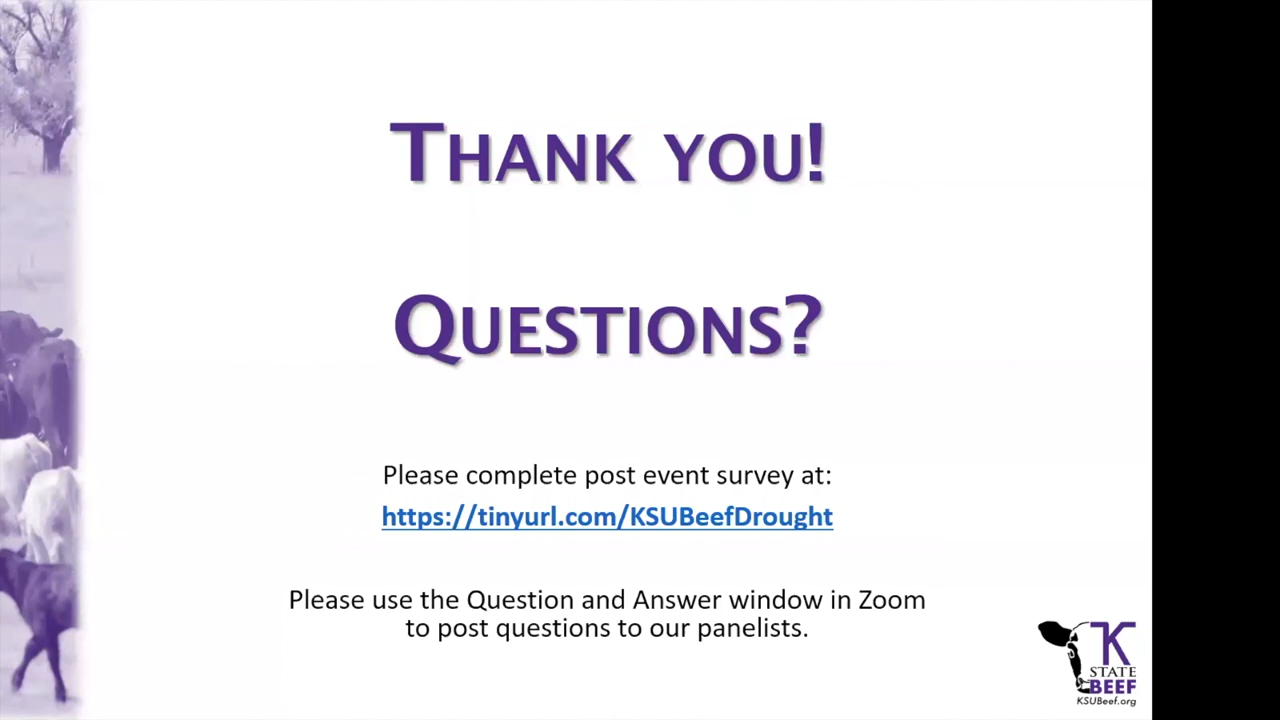 THANK YOU!
QUESTIONS?
Please complete post event survey at:
https://tinyurl.com/KSUBeefDrought
Please use the Question and Answer window in Zoom
to post questions to our panelists.
K
STATE
BEEF
KSUBeef.org